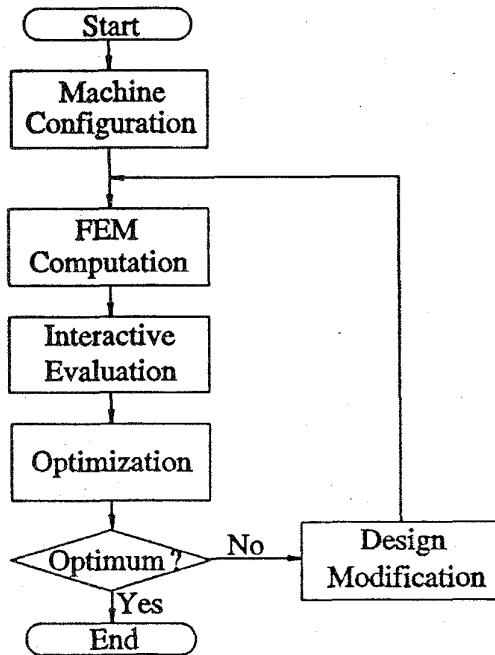 Start
Machine
Configuration
FEM
Computation
Interactive
Evaluation
Optimization
Optimum?
No
Design
Modification
Yes
End